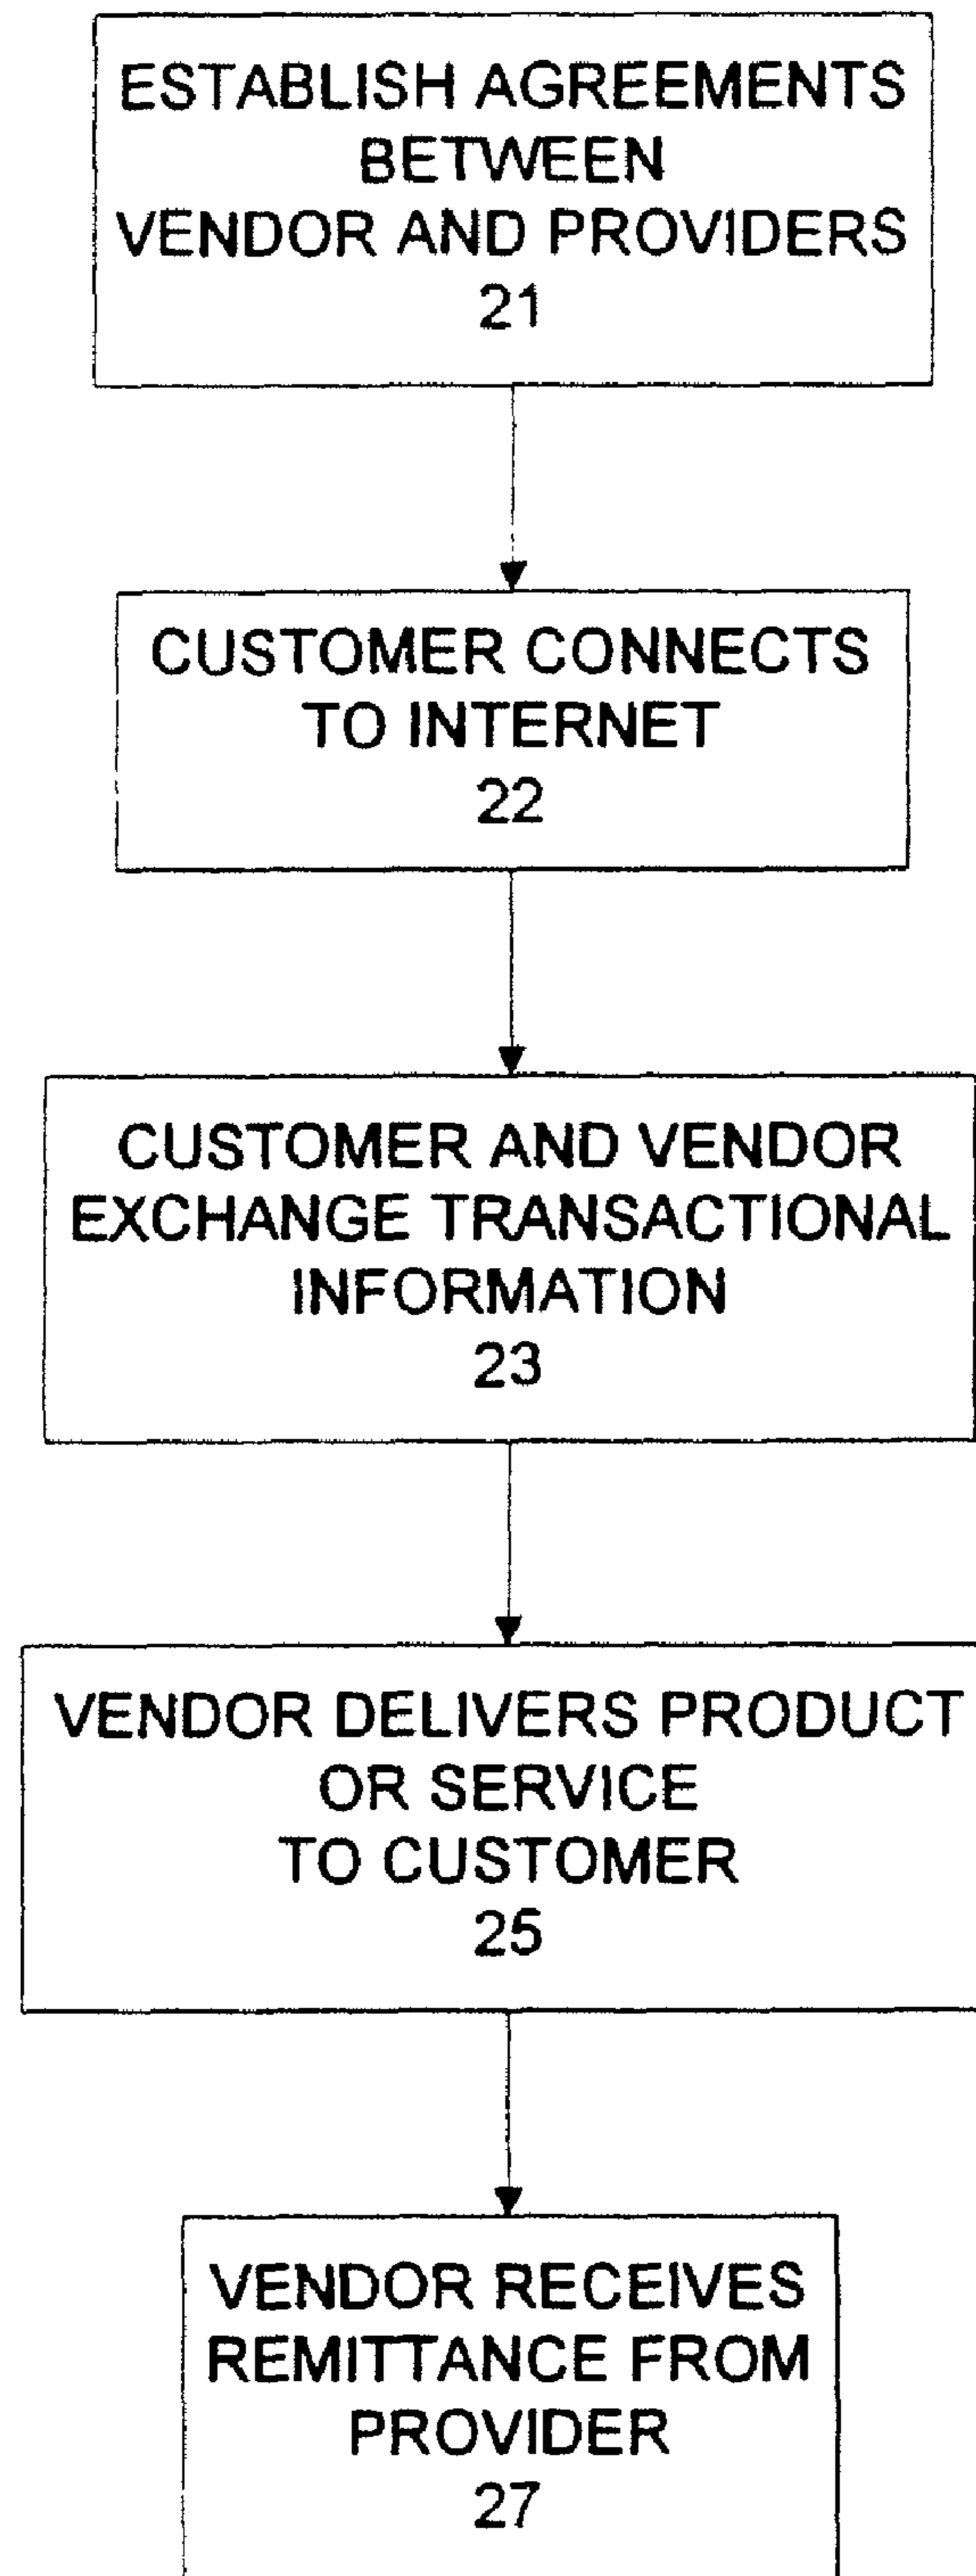 ESTABLISH AGREEMENTS
BETWEEN
VENDOR AND PROVIDERS
21
CUSTOMER CONNECTS
TO INTERNET
22
CUSTOMER AND VENDOR
EXCHANGE TRANSACTIONAL
INFORMATION
23
VENDOR DELIVERS PRODUCT
OR SERVICE
TO CUSTOMER
25
VENDOR RECEIVES
REMITTANCE FROM
PROVIDER
27